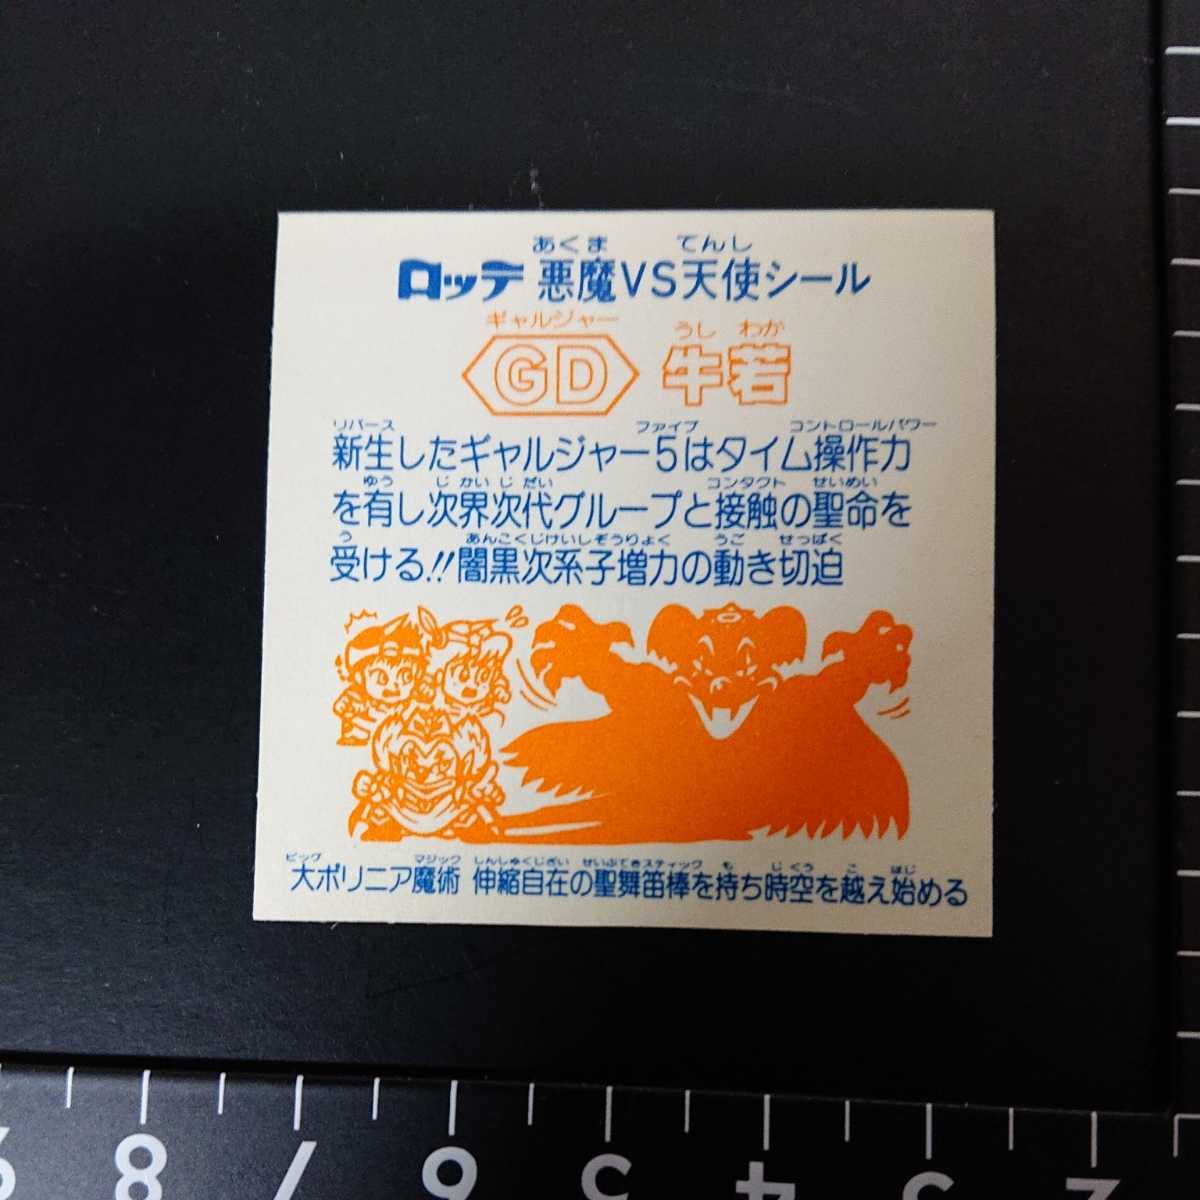 あくま てんし
ロッテ 悪魔VS天使シール
ギャルジャー うし わか
GD 牛若
リバース ファイブ コントロールパワー
新生したギャルジャー5はタイム操作力
ゆう じ かい じ だい コンタクト せいめい
を有し次界次代グループと接触の聖命を
う あんこくじけいしぞうりょく うご せっぱく
受ける!!闇黒次系子増力の動き切迫
ビッグ マジック しんしゅくじざい せいぶてきスティック も じ くう こ はじ
大ポリニア魔術 伸縮自在の聖舞笛棒を持ち時空を越え始める
9 8 7 6 5 4 3 2